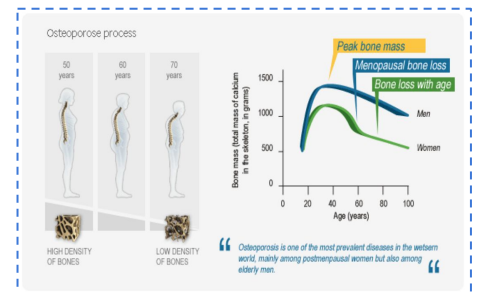 Osteoporose process
50
years
60
years
70
years
HIGH DENSITY
OF BONES
LOW DENSITY
OF BONES
Peak bone mass
Menopausal bone loss
Bone loss with age
Bone mass (total mass of calcium
in the skeleton, in grams)
1500
1000
500
0
Men
Women
0
20
40
60
80
100
Age (years)
“ Osteoporosis is one of the most prevalent diseases in the wetsern
world, mainly among postmenpausal women but also among
elderly men. “